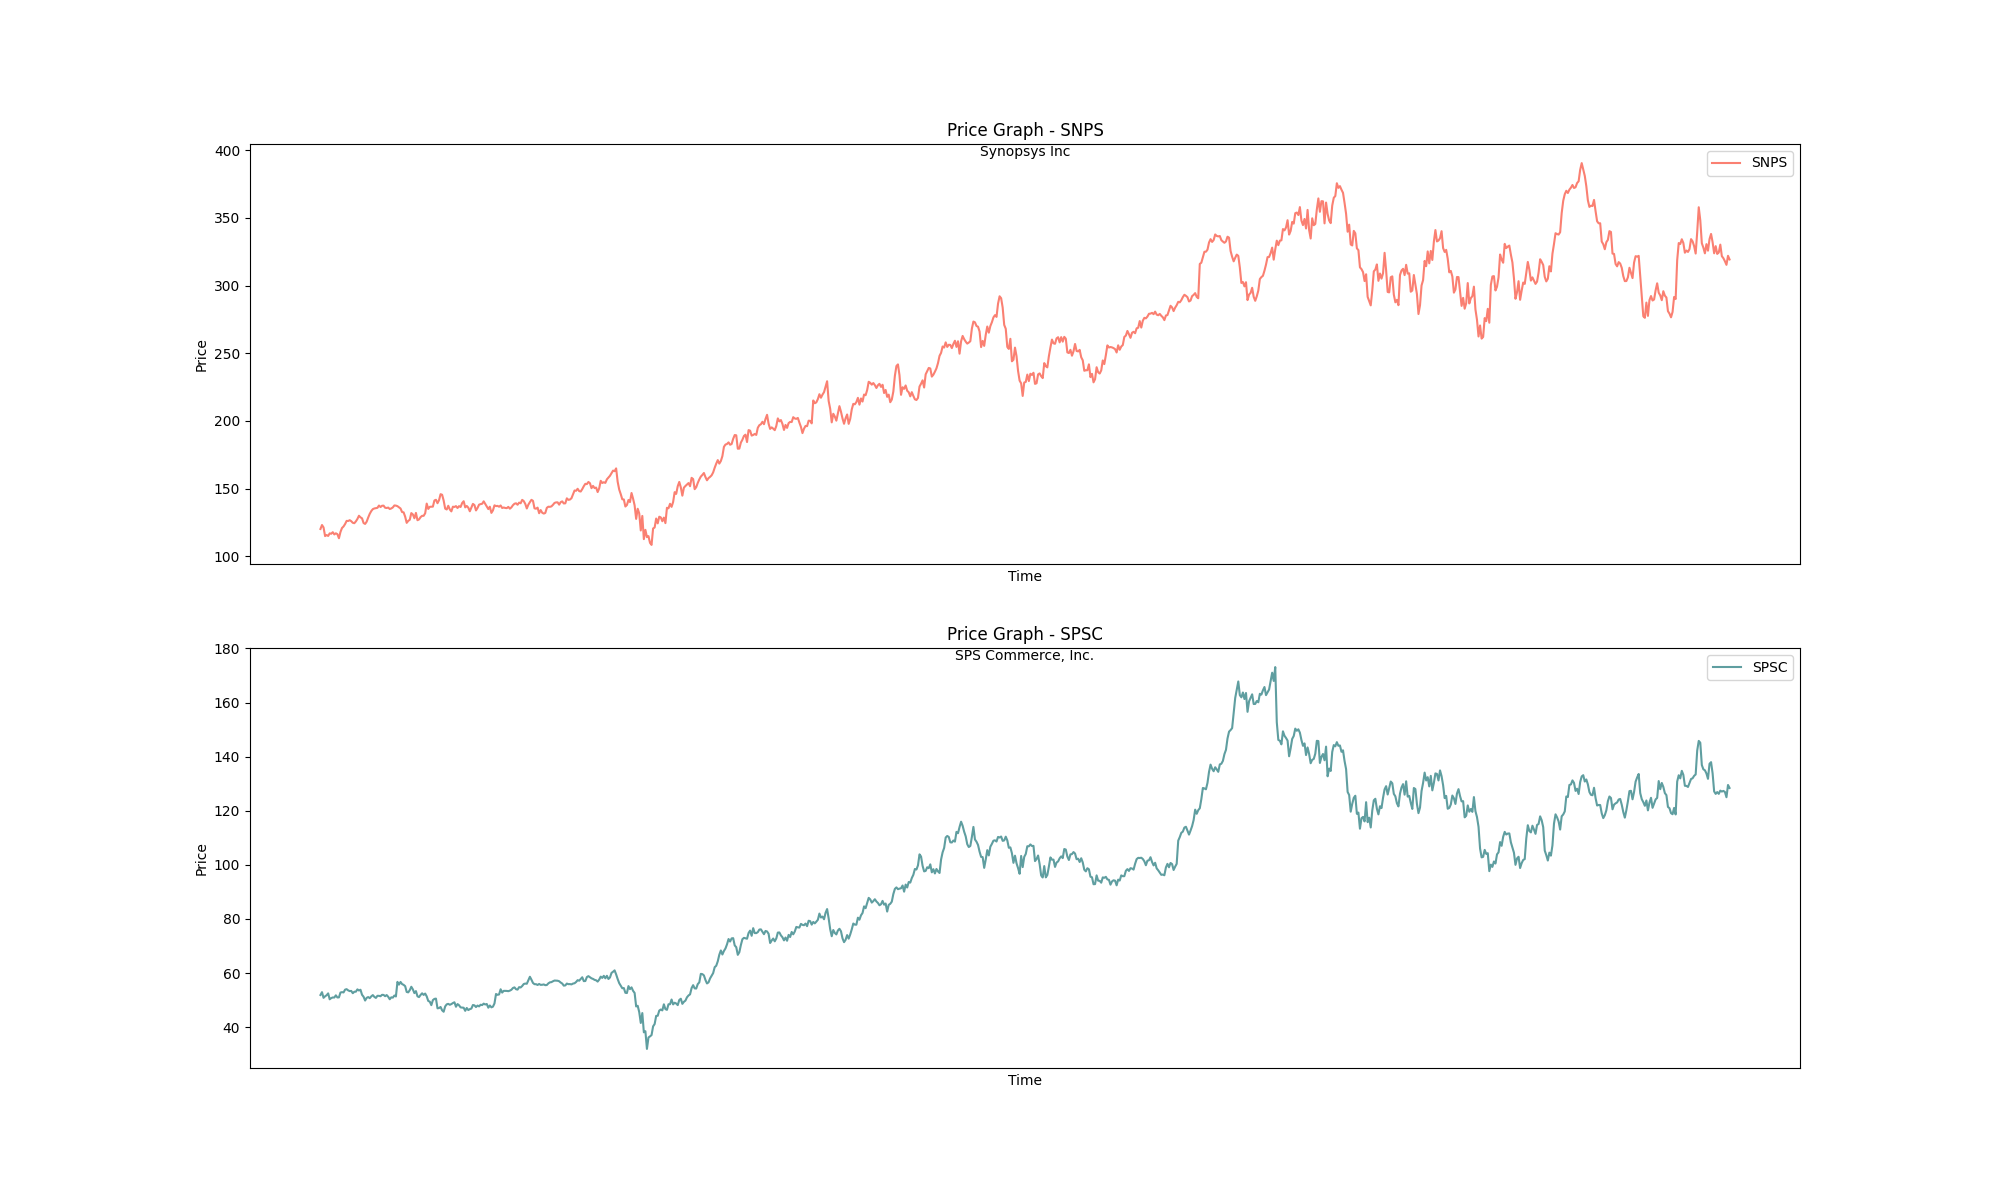 Price Graph - SNPS
Synopsys Inc
SNPS
400
350
300
250
200
150
100
Price
Time
Price Graph - SPSC
SPS Commerce, Inc.
SPSC
180
160
140
120
100
80
60
40
Price
Time